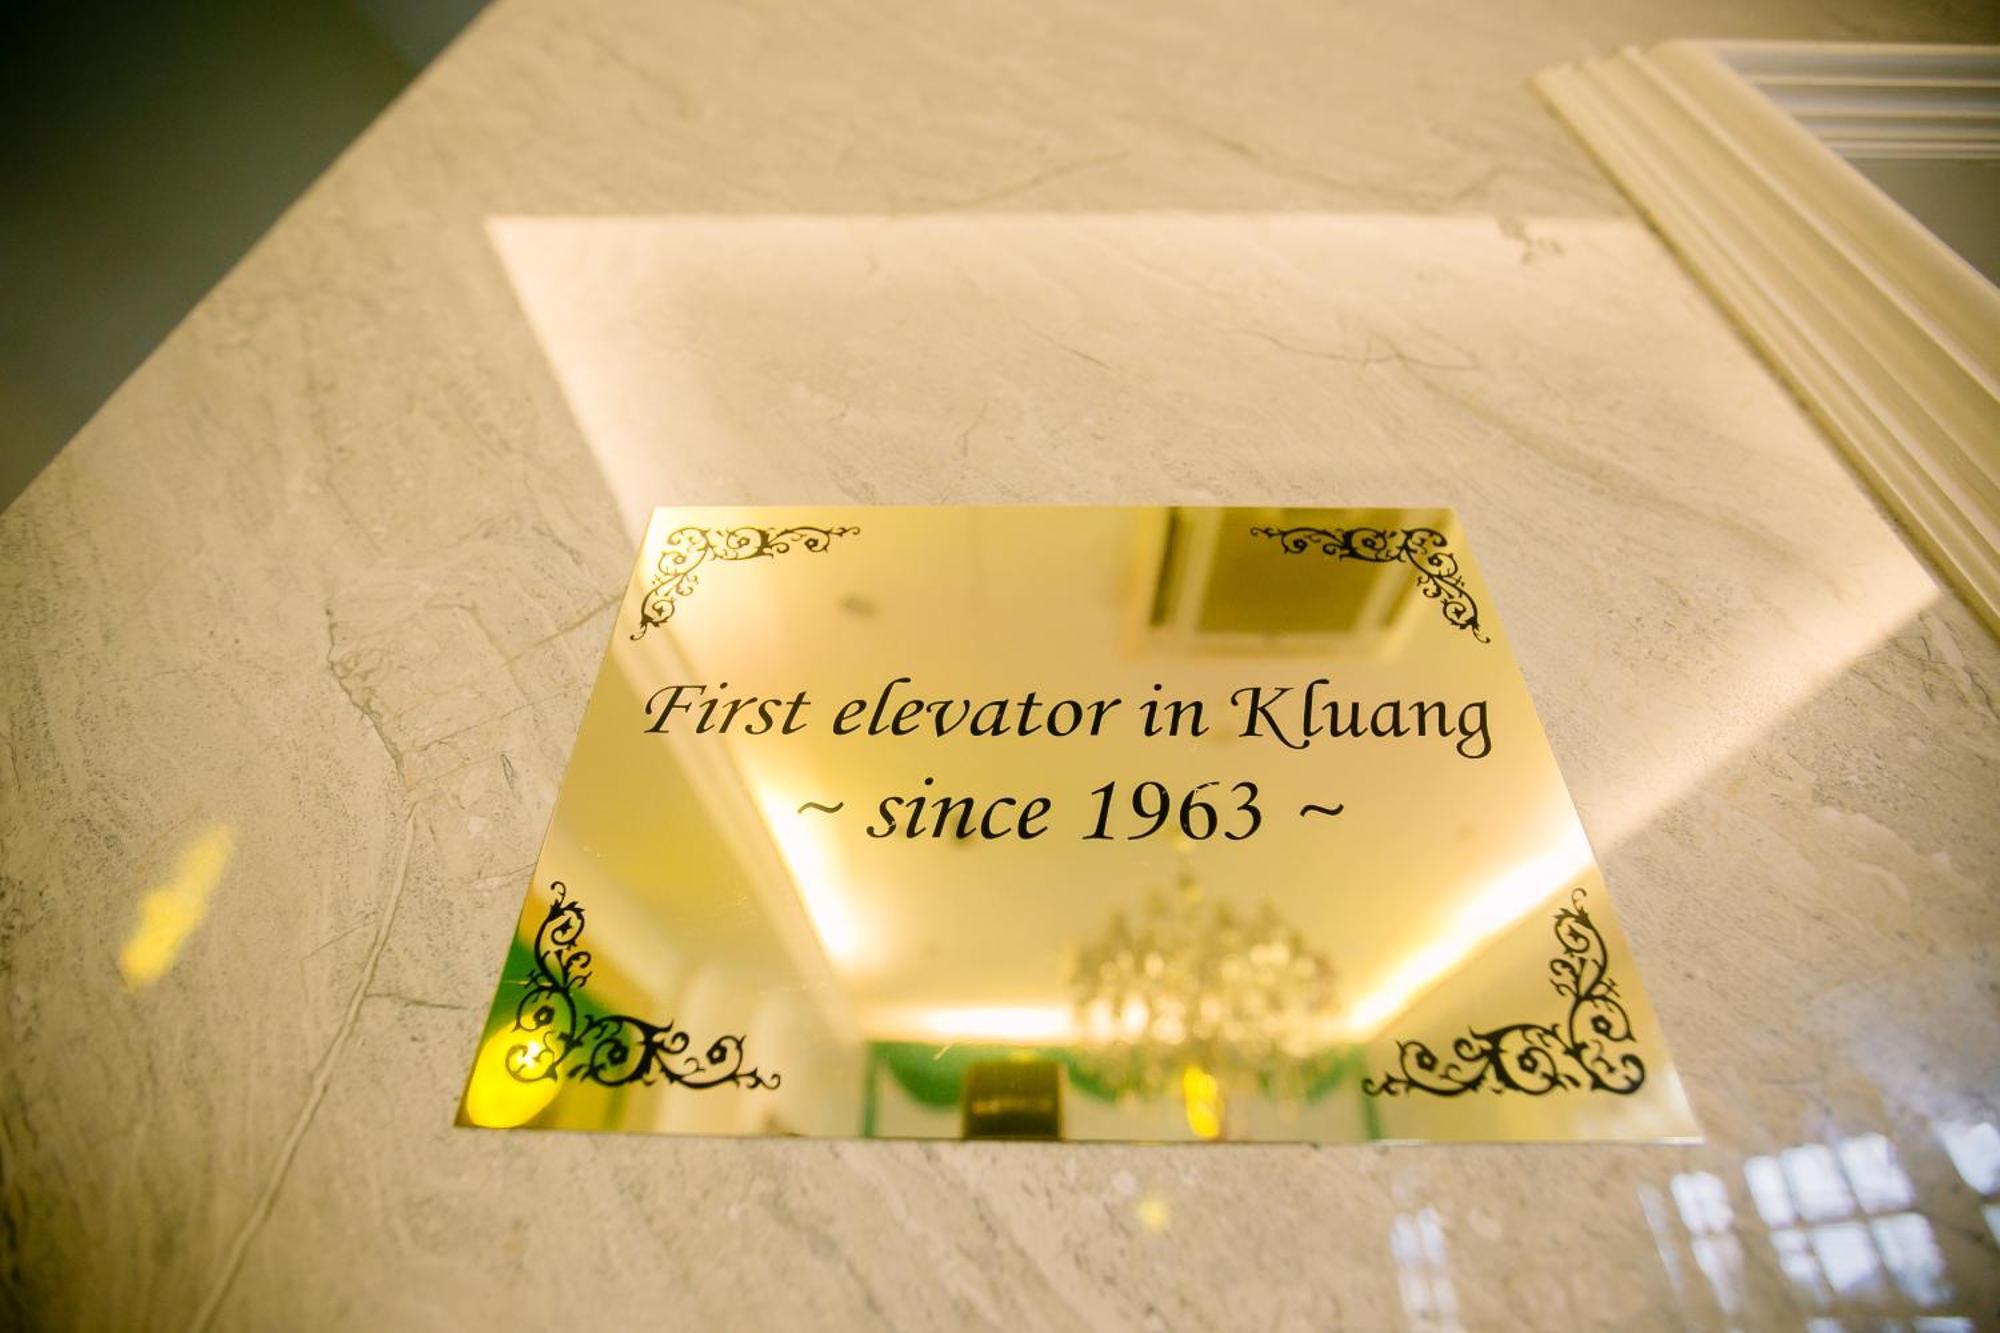 First elevator in Kluang
~ since 1963 ~